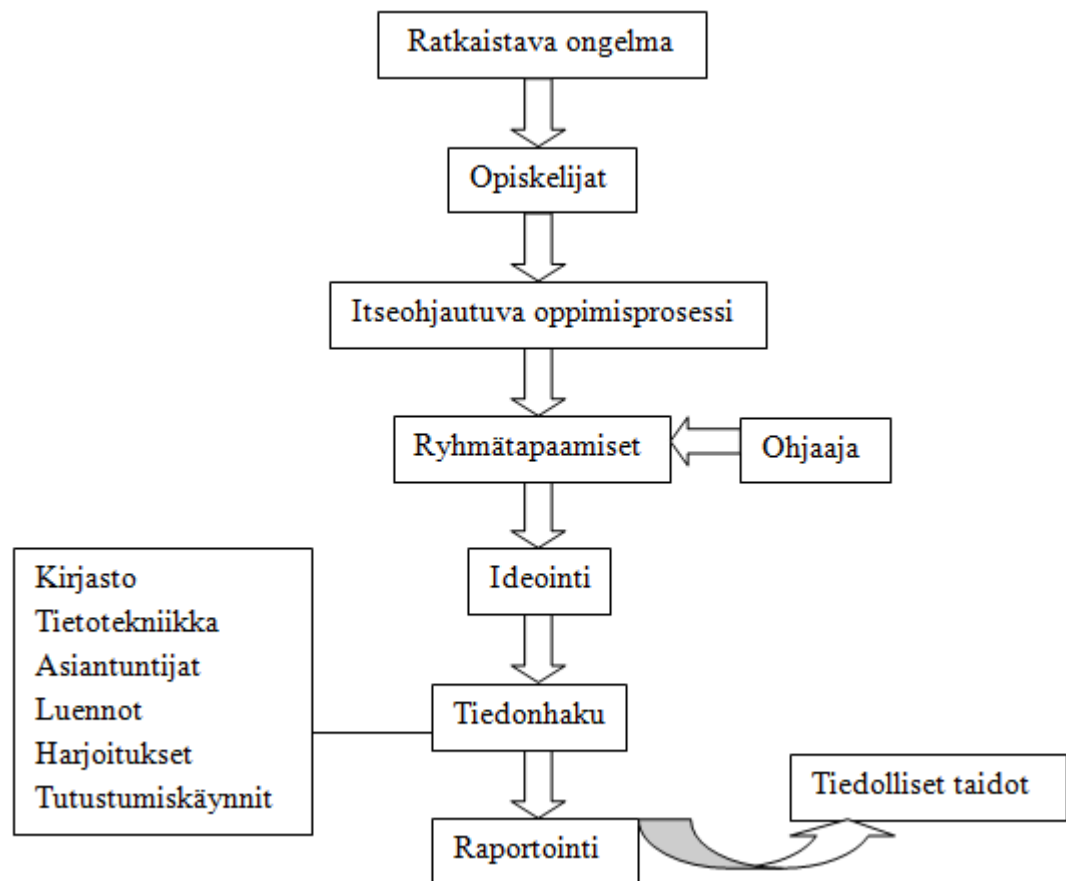 Ratkaistava ongelma
Opiskelijat
Itseohjautuva oppimisprosessi
Ryhmätapaamiset
Ohjaaja
Ideointi
Kirjasto
Tietotekniikka
Asiantuntijat
Luennot
Harjoitukset
Tutustumiskäynnit
Tiedonhaku
Tiedolliset taidot
Raportointi